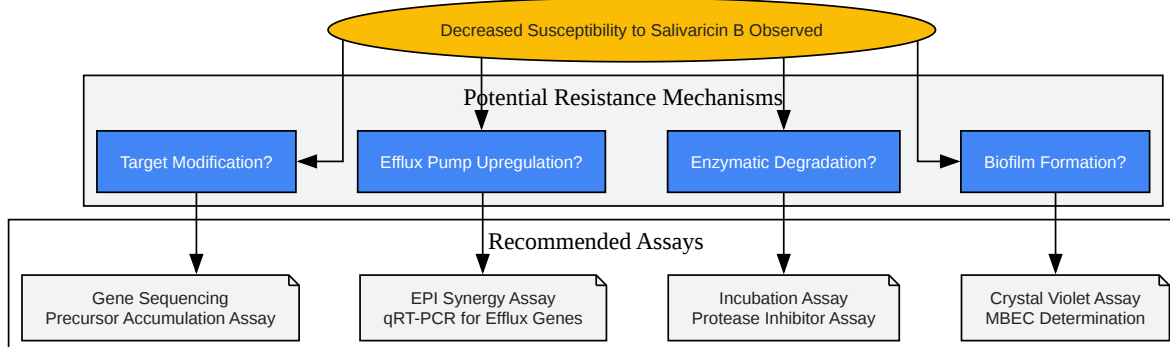 Decreased Susceptibility to Salivaricin B Observed
Potential Resistance Mechanisms
Target Modification?
Efflux Pump Upregulation?
Enzymatic Degradation?
Biofilm Formation?
Recommended Assays
Gene Sequencing
Precursor Accumulation Assay
EPI Synergy Assay
qRT-PCR for Efflux Genes
Incubation Assay
Protease Inhibitor Assay
Crystal Violet Assay
MBEC Determination